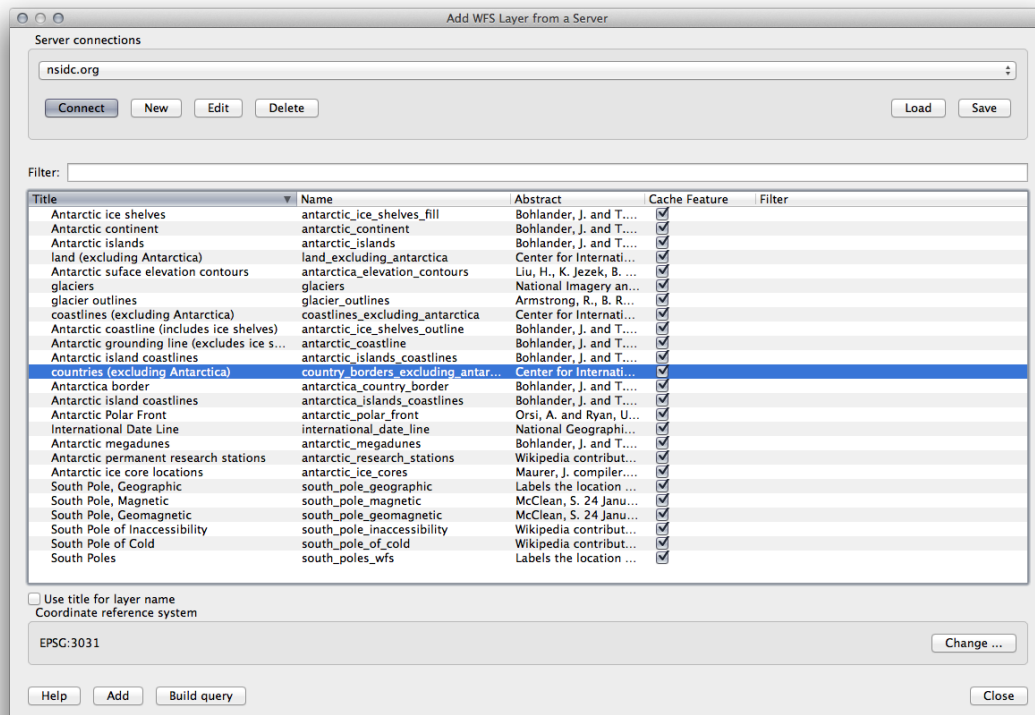 Add WFS Layer from a Server
Server connections
nsidc.org
Connect New Edit Delete Load Save
Filter:
Title Name Abstract Cache Feature Filter
Antarctic ice shelves antarctic_ice_shelves_fill Bohlander, J. and T....
Antarctic continent antarctic_continent Bohlander, J. and T....
Antarctic islands antarctic_islands Bohlander, J. and T....
land (excluding Antarctica) land_excluding_antarctica Center for Internati...
Antarctic suface elevation contours antarctica_elevation_contours Liu, H., K. Jezek, B. ...
glaciers glaciers National Imagery an...
glacier outlines glacier_outlines Armstrong, R., B. R...
coastlines (excluding Antarctica) coastlines_excluding_antarctica Center for Internati...
Antarctic coastline (includes ice shelves) antarctic_ice_shelves_outline Bohlander, J. and T....
Antarctic grounding line (excludes ice s... antarctic_coastline Bohlander, J. and T....
Antarctic island coastlines antarctic_islands_coastlines Bohlander, J. and T....
countries (excluding Antarctica) country_borders_excluding_antar... Center for Internati...
Antarctica border antarctica_country_border Bohlander, J. and T....
Antarctic island coastlines antarctica_islands_coastlines Bohlander, J. and T....
Antarctic Polar Front antarctic_polar_front Orsi, A. and Ryan, U...
International Date Line international_date_line National Geographi...
Antarctic megadunes antarctic_megadunes Bohlander, J. and T....
Antarctic permanent research stations antarctic_research_stations Wikipedia contribut...
Antarctic ice core locations antarctic_ice_cores Maurer, J. compiler....
South Pole, Geographic south_pole_geographic Labels the location ...
South Pole, Magnetic south_pole_magnetic McClean, S. 24 Janu...
South Pole, Geomagnetic south_pole_geomagnetic McClean, S. 24 Janu...
South Pole of Inaccessibility south_pole_inaccessibility Wikipedia contribut...
South Pole of Cold south_pole_of_cold Wikipedia contribut...
South Poles south_poles_wfs Labels the location ...
Use title for layer name
Coordinate reference system
EPSG:3031 Change ...
Help Add Build query Close